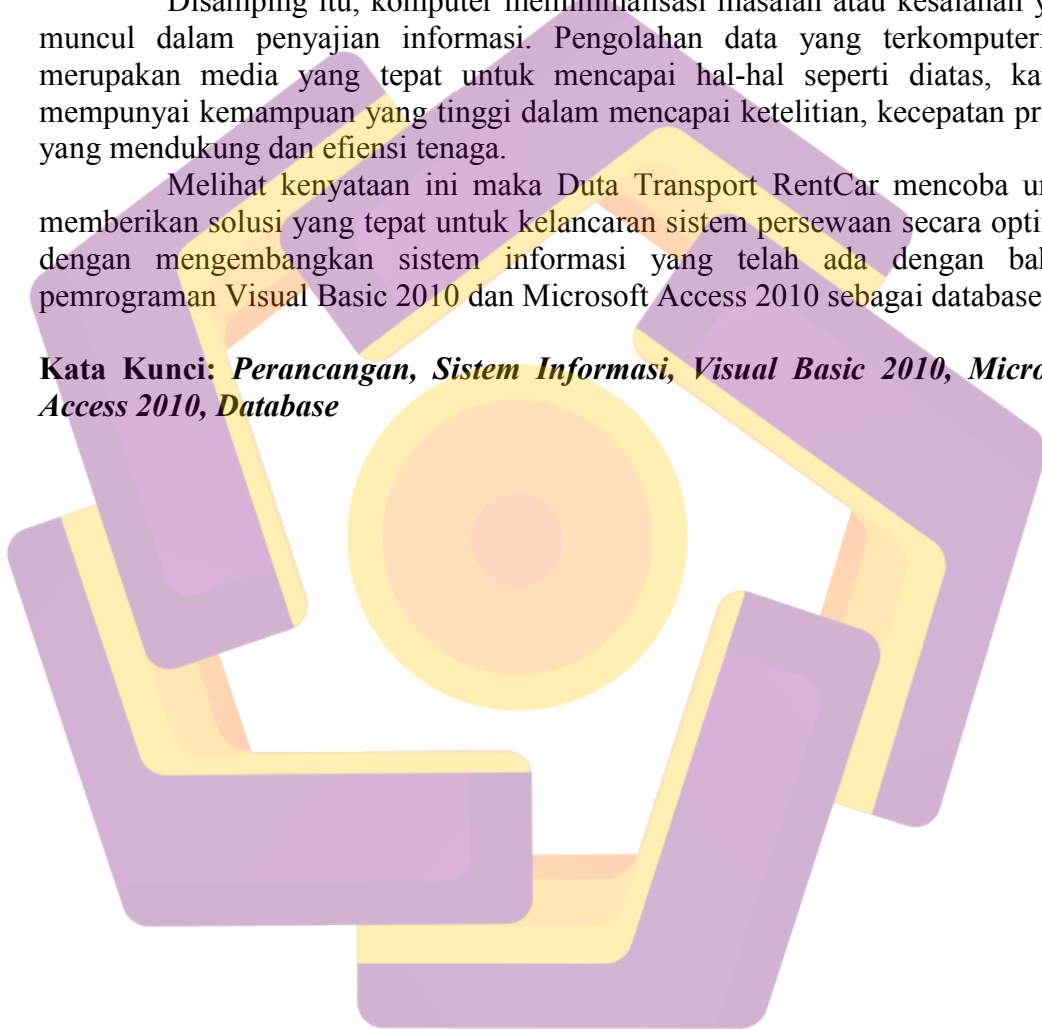 Disamping itu, komputer meminimalisasi masalah atau kesalahan y
muncul dalam penyajian informasi. Pengolahan data yang terkomputeri
merupakan media yang tepat untuk mencapai hal-hal seperti diatas, ka
mempunyai kemampuan yang tinggi dalam mencapai ketelitian, kecepatan pr
yang mendukung dan efiensi tenaga.
Melihat kenyataan ini maka Duta Transport RentCar mencoba u
memberikan solusi yang tepat untuk kelancaran sistem persewaan secara opti
dengan mengembangkan sistem informasi yang telah ada dengan bah
pemrograman Visual Basic 2010 dan Microsoft Access 2010 sebagai database
Kata Kunci: Perancangan, Sistem Informasi, Visual Basic 2010, Micro
Access 2010, Database